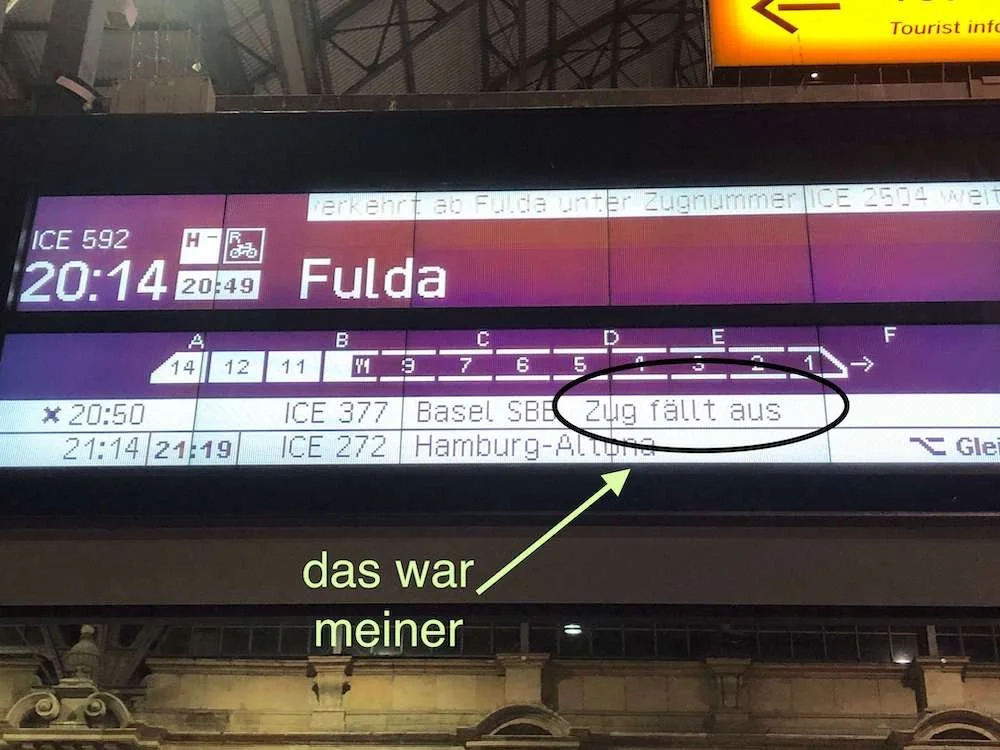 Tourist info
verkehrt ab Fulda unter Zugnummer ICE 2504 weit
ICE 592 H R
20:14 20:49 Fulda
A B C D E F
14 12 11 9 7 6 5 4 3 2 1
20:50 ICE 377 Basel SBB Zug fällt aus
21:14 21:19 ICE 272 Hamburg-Altona Glei
das war
meiner